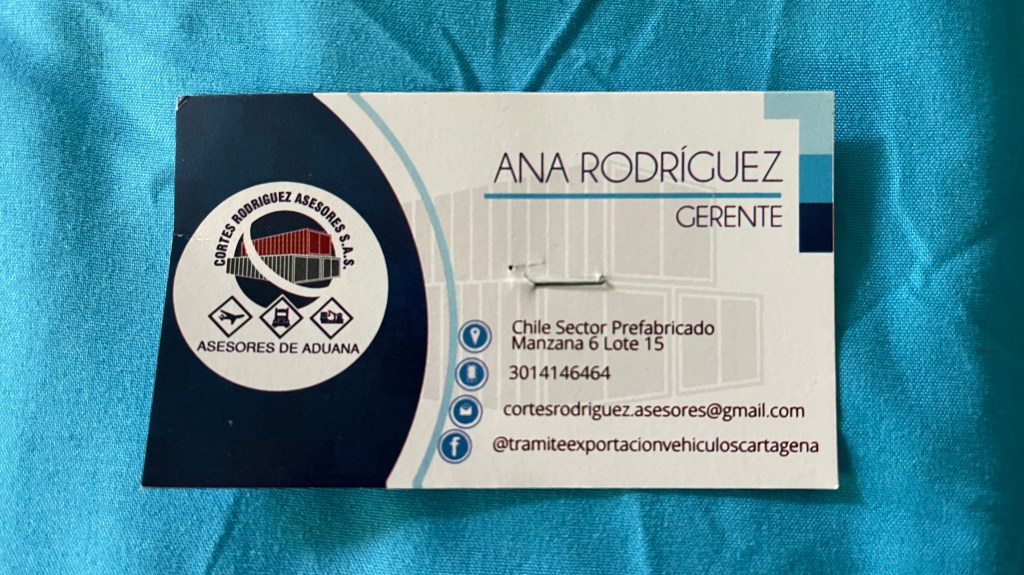 CORTES RODRIGUEZ ASESORES S.A.S.
ASESORES DE ADUANA
ANA RODRÍGUEZ
GERENTE
Chile Sector Prefabricado
Manzana 6 Lote 15
3014146464
cortesrodriguez.asesores@gmail.com
@tramiteexportacionvehiculoscartagena